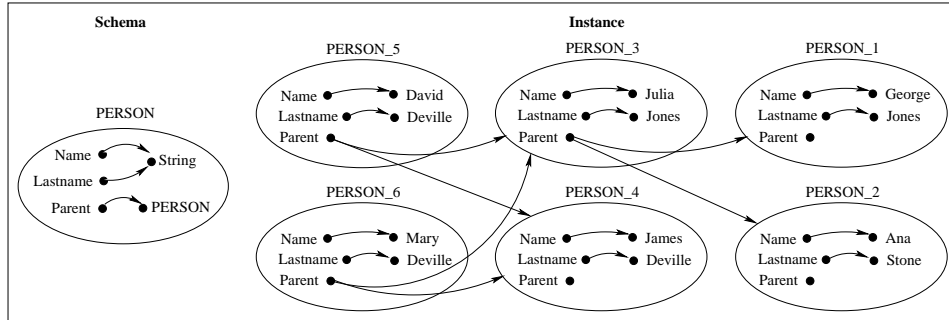 Schema
Instance
PERSON
Name
String
Lastname
Parent
PERSON
PERSON_5
Name
David
Lastname
Deville
Parent
PERSON_3
Name
Julia
Lastname
Jones
Parent
PERSON_1
Name
George
Lastname
Jones
Parent
PERSON_6
Name
Mary
Lastname
Deville
Parent
PERSON_4
Name
James
Lastname
Deville
Parent
PERSON_2
Name
Ana
Lastname
Stone
Parent